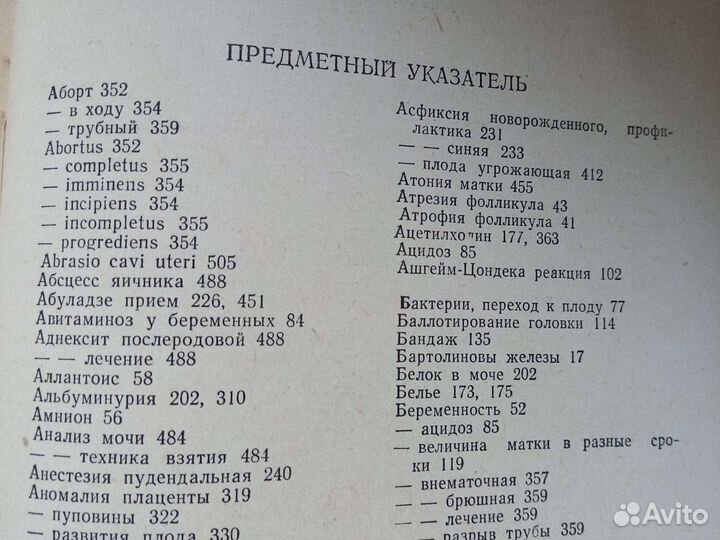 ПРЕДМЕТНЫЙ УКАЗАТЕЛЬ
Аборт 352
— в ходу 354
— трубный 359
Abortus 352
— completus 355
— imminens 354
— incipiens 354
— incompletus 355
— progrediens 354
Abrasio cavi uteri 505
Абсцесс яичника 488
Абуладзе прием 226, 451
Авитаминоз у беременных 84
Аднексит послеродовой 488
— — лечение 488
Аллантоис 58
Альбуминурия 202, 310
Амнион 56
Анализ мочи 484
— — техника взятия 484
Анестезия пудендальная 240
Аномалия плаценты 319
— пуповины 322
— развития плода 330
Асфиксия новорожденного, профи-
лактика 231
— — синяя 233
— плода угрожающая 412
Атония матки 455
Атрезия фолликула 43
Атрофия фолликула 41
Ацетилхолин 177, 363
Ацидоз 85
Ашгейм-Цондека реакция 102
Бактерии, переход к плоду 77
Баллотирование головки 114
Бандаж 135
Бартолиновы железы 17
Белок в моче 202
Белье 173, 175
Беременность 52
— ацидоз 85
— величина матки в разные сро-
ки 119
— внематочная 357
— — брюшная 359
— — лечение 359
— — разрыв трубы 359
Avito